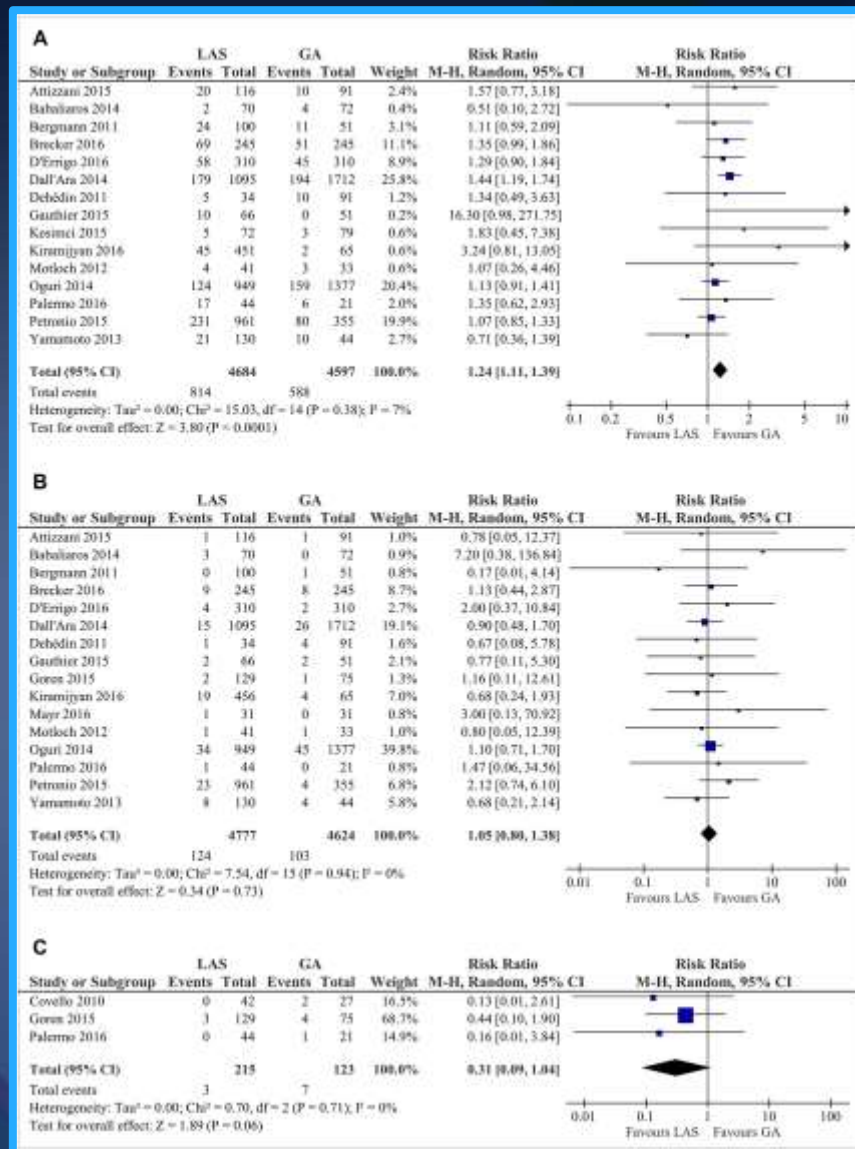 A
LAS GA Risk Ratio Risk Ratio
Study or Subgroup Events Total Events Total Weight M-H, Random, 95% CI M-H, Random, 95% CI
Attizzani 2015 20 116 10 91 2.4% 1.57 [0.77, 3.18]
Babaliaros 2014 2 70 4 72 0.4% 0.51 [0.10, 2.72]
Bergmann 2011 24 100 11 51 3.1% 1.11 [0.59, 2.09]
Brecker 2016 69 245 51 245 11.1% 1.35 [0.99, 1.86]
D'Errigo 2016 58 310 45 310 8.9% 1.29 [0.90, 1.84]
Dall'Ara 2014 179 1095 194 1712 25.8% 1.44 [1.19, 1.74]
Dehédin 2011 5 34 10 91 1.2% 1.34 [0.49, 3.63]
Gauthier 2015 10 66 0 51 0.2% 16.30 [0.98, 271.75]
2015 5 72 3 79 0.6% 1.83 [0.45, 7.38]
Kiramijyan 2016 45 451 2 65 0.6% 3.24 [0.81, 13.05]
Motloch 2012 4 41 3 33 0.6% 1.07 [0.26, 4.46]
Oguri 2014 124 949 159 1377 20.4% 1.13 [0.91, 1.41]
Palermo 2016 17 44 6 21 2.0% 1.35 [0.62, 2.93]
Petronio 2015 231 961 80 355 19.9% 1.07 [0.85, 1.33]
Yamamoto 2013 21 130 10 44 2.7% 0.71 [0.36, 1.39]
Total (95% CI) 4684 4597 100.0% 1.24 [1.11, 1.39]
Total events 814 588
Heterogeneity: Tau² = 0.00; Chi² = 15.03, df = 14 (P = 0.38); I² = 7%
Test for overall effect: Z = 3.80 (P < 0.0001)
0.1 0.2 0.5 1 2 5 10
Favours LAS Favours GA
B
LAS GA Risk Ratio Risk Ratio
Study or Subgroup Events Total Events Total Weight M-H, Random, 95% CI M-H, Random, 95% CI
Attizzani 2015 1 116 1 91 1.0% 0.78 [0.05, 12.37]
Babaliaros 2014 3 70 0 72 0.9% 7.20 [0.38, 136.84]
Bergmann 2011 0 100 1 51 0.8% 0.17 [0.01, 4.14]
Brecker 2016 9 245 8 245 8.7% 1.13 [0.44, 2.87]
D'Errigo 2016 4 310 2 310 2.7% 2.00 [0.37, 10.84]
Dall'Ara 2014 15 1095 26 1712 19.1% 0.90 [0.48, 1.70]
Dehédin 2011 1 34 4 91 1.6% 0.67 [0.08, 5.78]
Gauthier 2015 2 66 2 51 2.1% 0.77 [0.11, 5.30]
Goren 2015 2 129 1 75 1.3% 1.16 [0.11, 12.61]
Kiramijyan 2016 19 456 4 65 7.0% 0.68 [0.24, 1.93]
Mayr 2016 1 31 0 31 0.8% 3.00 [0.13, 70.92]
Motloch 2012 1 41 1 33 1.0% 0.80 [0.05, 12.39]
Oguri 2014 34 949 45 1377 39.8% 1.10 [0.71, 1.70]
Palermo 2016 1 44 0 21 0.8% 1.47 [0.06, 34.56]
Petronio 2015 23 961 4 355 6.8% 2.12 [0.74, 6.10]
Yamamoto 2013 8 130 4 44 5.8% 0.68 [0.21, 2.14]
Total (95% CI) 4777 4624 100.0% 1.05 [0.80, 1.38]
Total events 124 103
Heterogeneity: Tau² = 0.00; Chi² = 7.54, df = 15 (P = 0.94); I² = 0%
Test for overall effect: Z = 0.34 (P = 0.73)
0.01 0.1 1 10 100
Favours LAS Favours GA
C
LAS GA Risk Ratio Risk Ratio
Study or Subgroup Events Total Events Total Weight M-H, Random, 95% CI M-H, Random, 95% CI
Covello 2010 0 42 2 27 16.5% 0.13 [0.01, 2.61]
Goren 2015 3 129 4 75 68.7% 0.44 [0.10, 1.90]
Palermo 2016 0 44 1 21 14.9% 0.16 [0.01, 3.84]
Total (95% CI) 215 123 100.0% 0.31 [0.09, 1.04]
Total events 3 7
Heterogeneity: Tau² = 0.00; Chi² = 0.70, df = 2 (P = 0.71); I² = 0%
Test for overall effect: Z = 1.89 (P = 0.06)
0.01 0.1 1 10 100
Favours LAS Favours GA